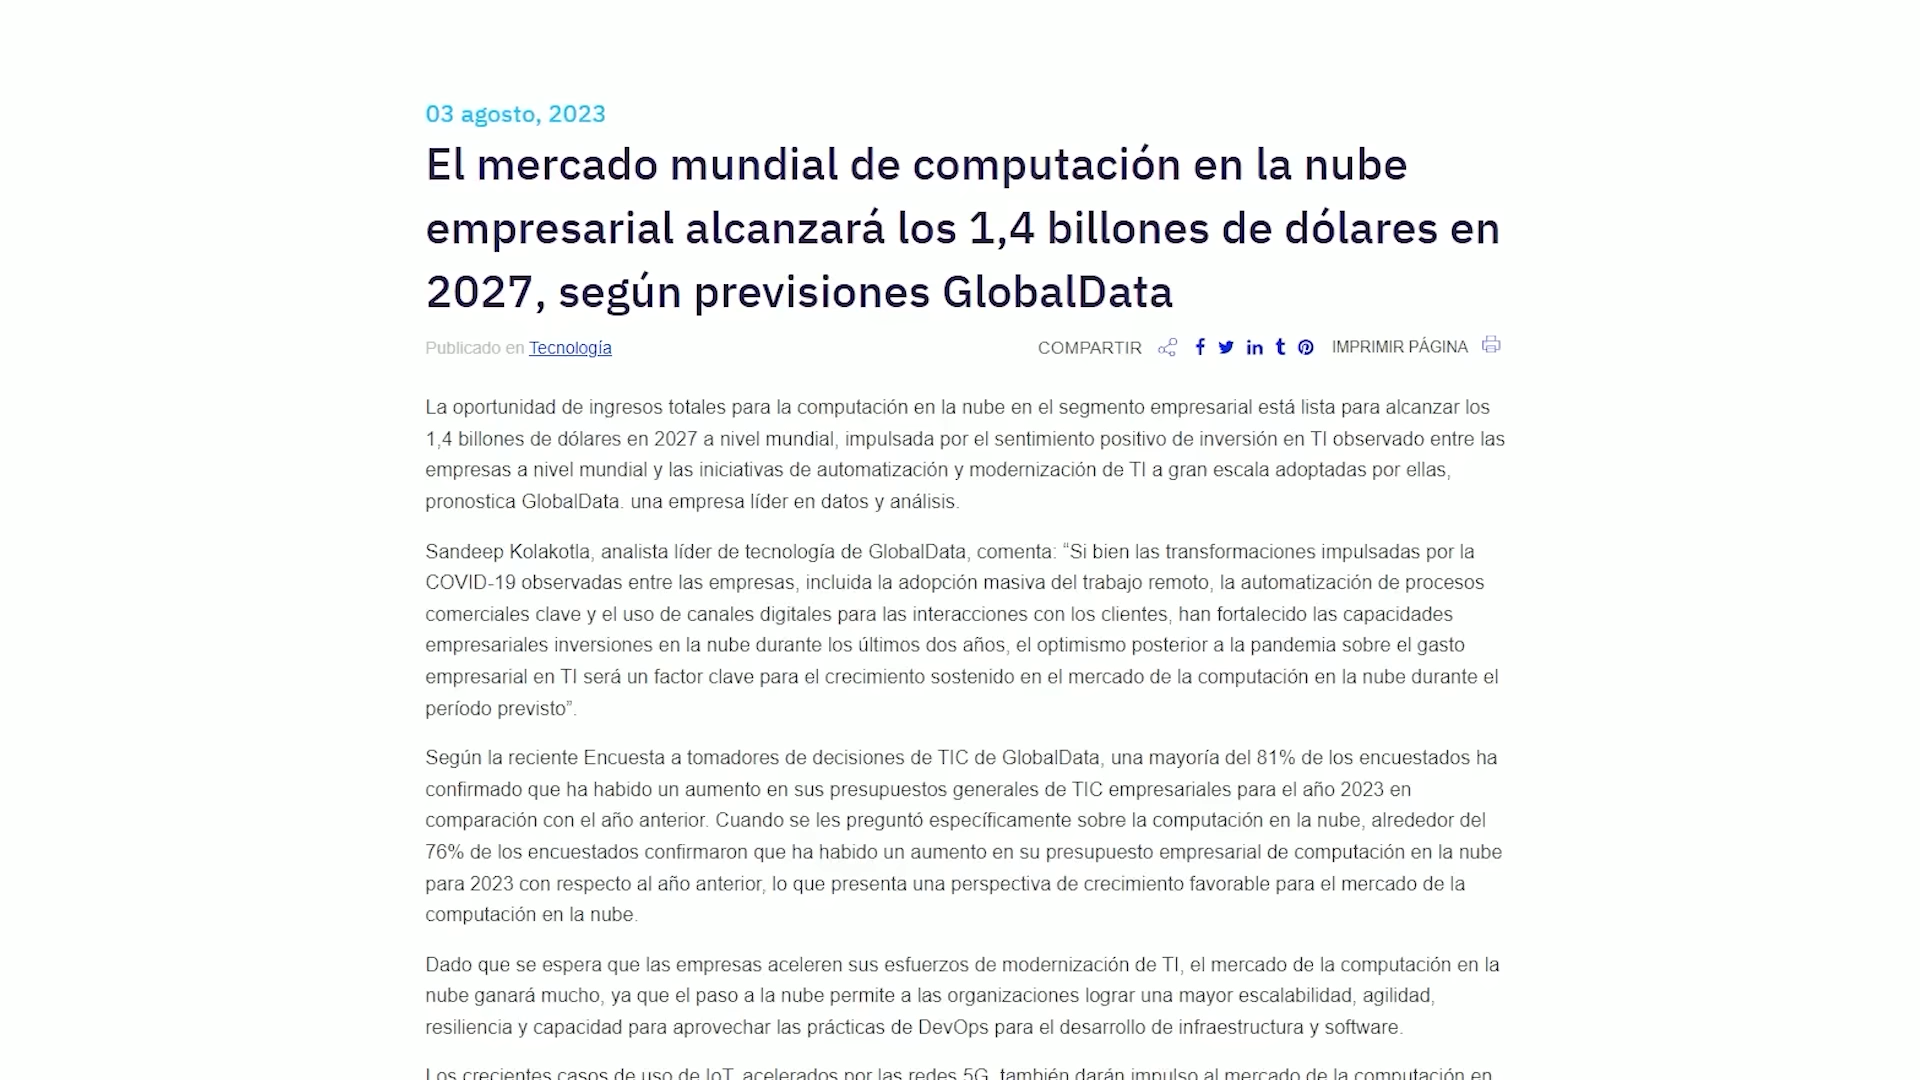 03 agosto, 2023
El mercado mundial de computación en la nube
empresarial alcanzará los 1,4 billones de dólares en
2027, según previsiones GlobalData
Publicado en Tecnología COMPARTIR IMPRIMIR PÁGINA
La oportunidad de ingresos totales para la computación en la nube en el segmento empresarial está lista para alcanzar los
1,4 billones de dólares en 2027 a nivel mundial, impulsada por el sentimiento positivo de inversión en TI observado entre las
empresas a nivel mundial y las iniciativas de automatización y modernización de TI a gran escala adoptadas por ellas,
pronostica GlobalData. una empresa líder en datos y análisis.
Sandeep Kolakotla, analista líder de tecnología de GlobalData, comenta: “Si bien las transformaciones impulsadas por la
COVID-19 observadas entre las empresas, incluida la adopción masiva del trabajo remoto, la automatización de procesos
comerciales clave y el uso de canales digitales para las interacciones con los clientes, han fortalecido las capacidades
empresariales inversiones en la nube durante los últimos dos años, el optimismo posterior a la pandemia sobre el gasto
empresarial en TI será un factor clave para el crecimiento sostenido en el mercado de la computación en la nube durante el
período previsto”.
Según la reciente Encuesta a tomadores de decisiones de TIC de GlobalData, una mayoría del 81% de los encuestados ha
confirmado que ha habido un aumento en sus presupuestos generales de TIC empresariales para el año 2023 en
comparación con el año anterior. Cuando se les preguntó específicamente sobre la computación en la nube, alrededor del
76% de los encuestados confirmaron que ha habido un aumento en su presupuesto empresarial de computación en la nube
para 2023 con respecto al año anterior, lo que presenta una perspectiva de crecimiento favorable para el mercado de la
computación en la nube.
Dado que se espera que las empresas aceleren sus esfuerzos de modernización de TI, el mercado de la computación en la
nube ganará mucho, ya que el paso a la nube permite a las organizaciones lograr una mayor escalabilidad, agilidad,
resiliencia y capacidad para aprovechar las prácticas de DevOps para el desarrollo de infraestructura y software.
Los crecientes casos de uso de IoT, acelerados por las redes 5G, también darán impulso al mercado de la computación en